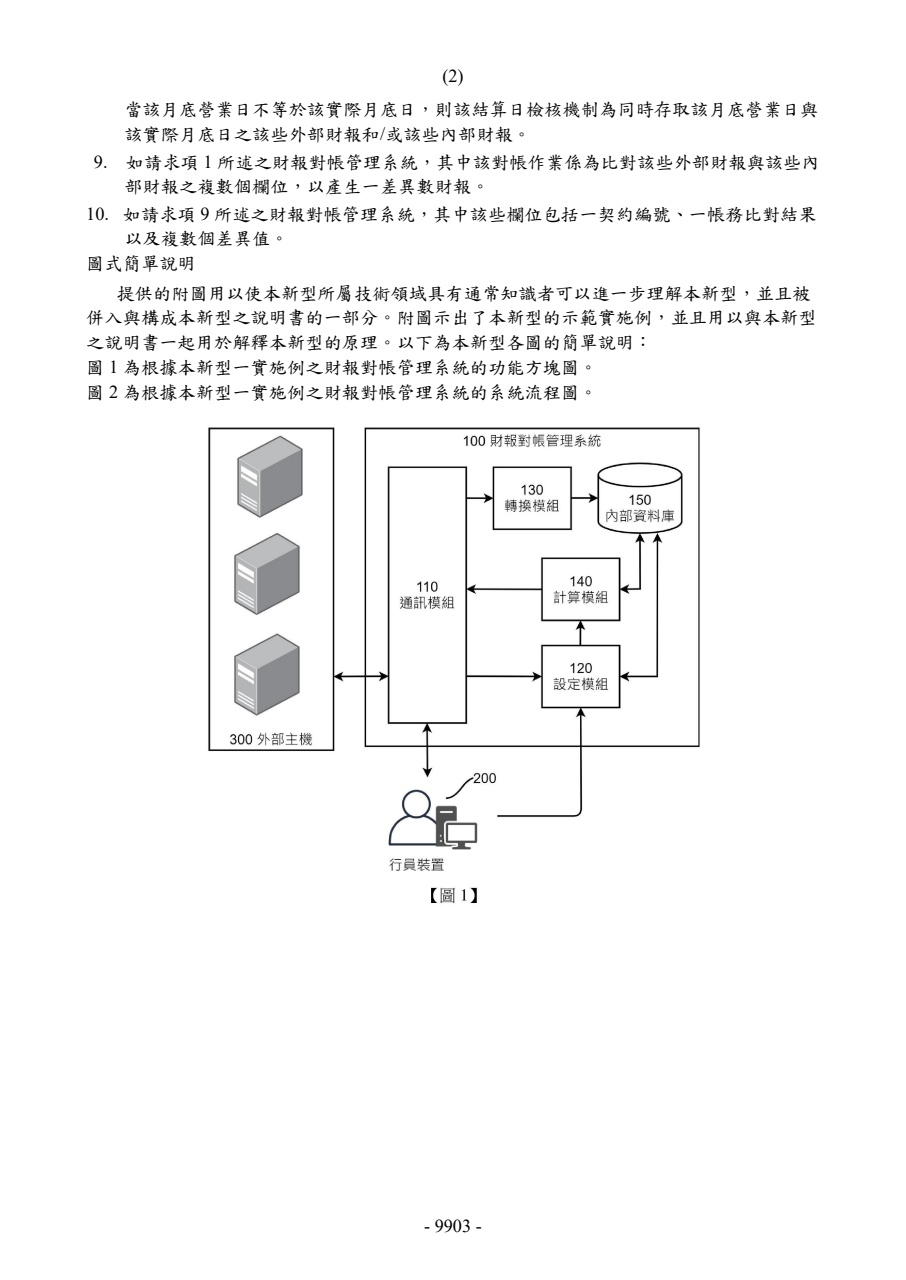 (2)
當該月底營業日不等於該實際月底日，則該結算日檢核機制為同時存取該月底營業日與
該實際月底日之該些外部財報和/或該些內部財報。
9. 如請求項 1 所述之財報對帳管理系統，其中該對帳作業係為比對該些外部財報與該些內
部財報之複數個欄位，以產生一差異數財報。
10. 如請求項 9 所述之財報對帳管理系統，其中該些欄位包括一契約編號、一帳務比對結果
以及複數個差異值。
圖式簡單說明
提供的附圖用以使本新型所屬技術領域具有通常知識者可以進一步理解本新型，並且被
併入與構成本新型之說明書的一部分。附圖示出了本新型的示範實施例，並且用以與本新型
之說明書一起用於解釋本新型的原理。以下為本新型各圖的簡單說明：
圖 1 為根據本新型一實施例之財報對帳管理系統的功能方塊圖。
圖 2 為根據本新型一實施例之財報對帳管理系統的系統流程圖。
100 財報對帳管理系統
130
轉換模組
150
內部資料庫
110
通訊模組
140
計算模組
120
設定模組
300 外部主機
200
行員裝置
【圖 1】
- 9903 -